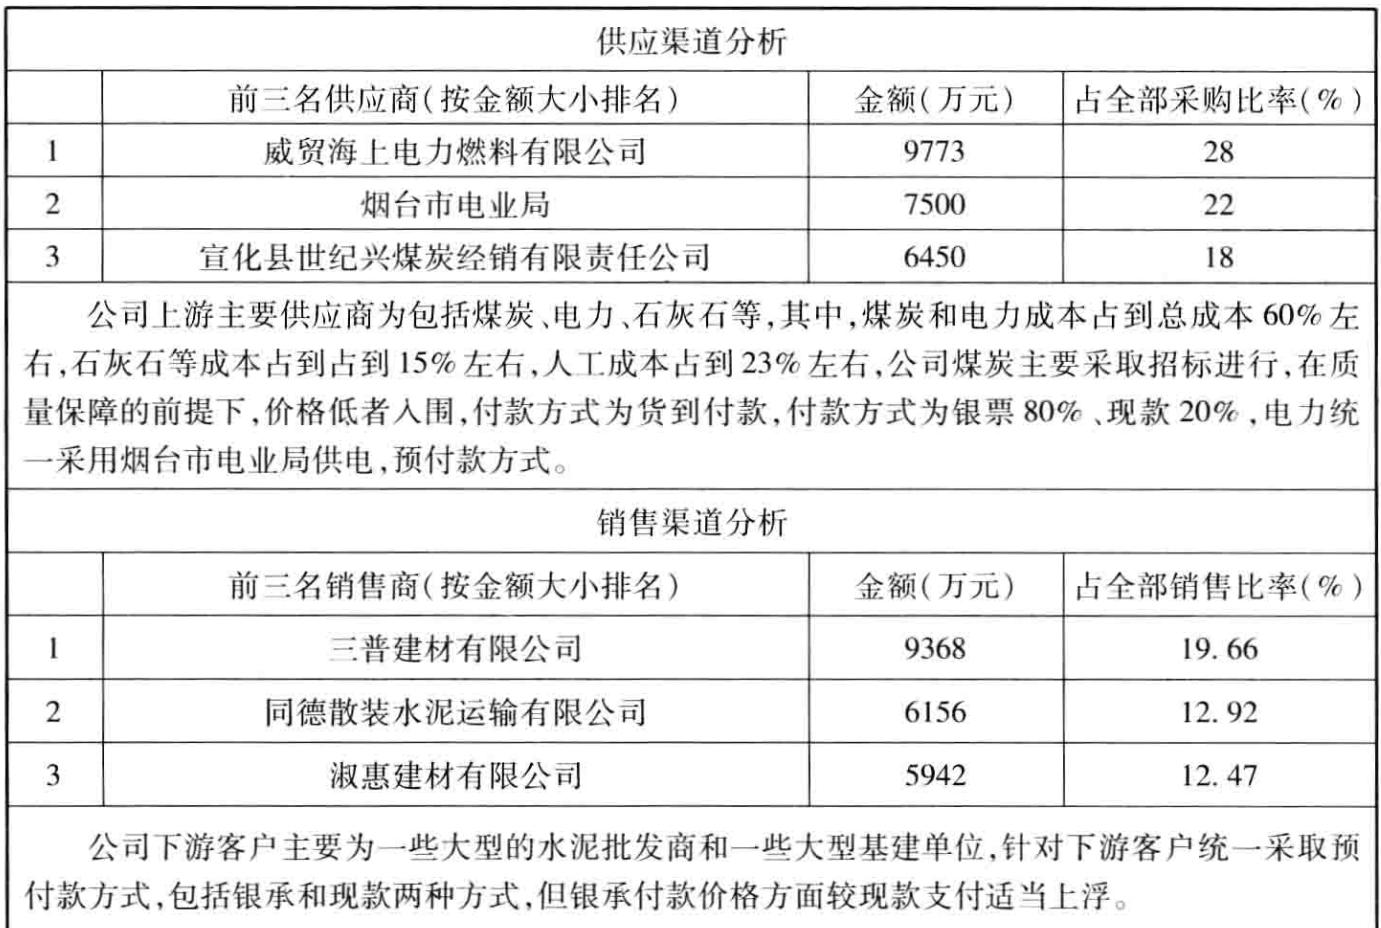 供应渠道分析
前三名供应商(按金额大小排名) 金额(万元) 占全部采购比率(%)
1 威贸海上电力燃料有限公司 9773 28
2 烟台市电业局 7500 22
3 宣化县世纪兴煤炭经销有限责任公司 6450 18
公司上游主要供应商为包括煤炭、电力、石灰石等,其中,煤炭和电力成本占到总成本60%左
右,石灰石等成本占到占到15%左右,人工成本占到23%左右,公司煤炭主要采取招标进行,在质
量保障的前提下,价格低者入围,付款方式为货到付款,付款方式为银票80%、现款20%,电力统
一采用烟台市电业局供电,预付款方式。
销售渠道分析
前三名销售商(按金额大小排名) 金额(万元) 占全部销售比率(%)
1 三普建材有限公司 9368 19.66
2 同德散装水泥运输有限公司 6156 12.92
3 淑惠建材有限公司 5942 12.47
公司下游客户主要为一些大型的水泥批发商和一些大型基建单位,针对下游客户统一采取预
付款方式,包括银承和现款两种方式,但银承付款价格方面较现款支付适当上浮。